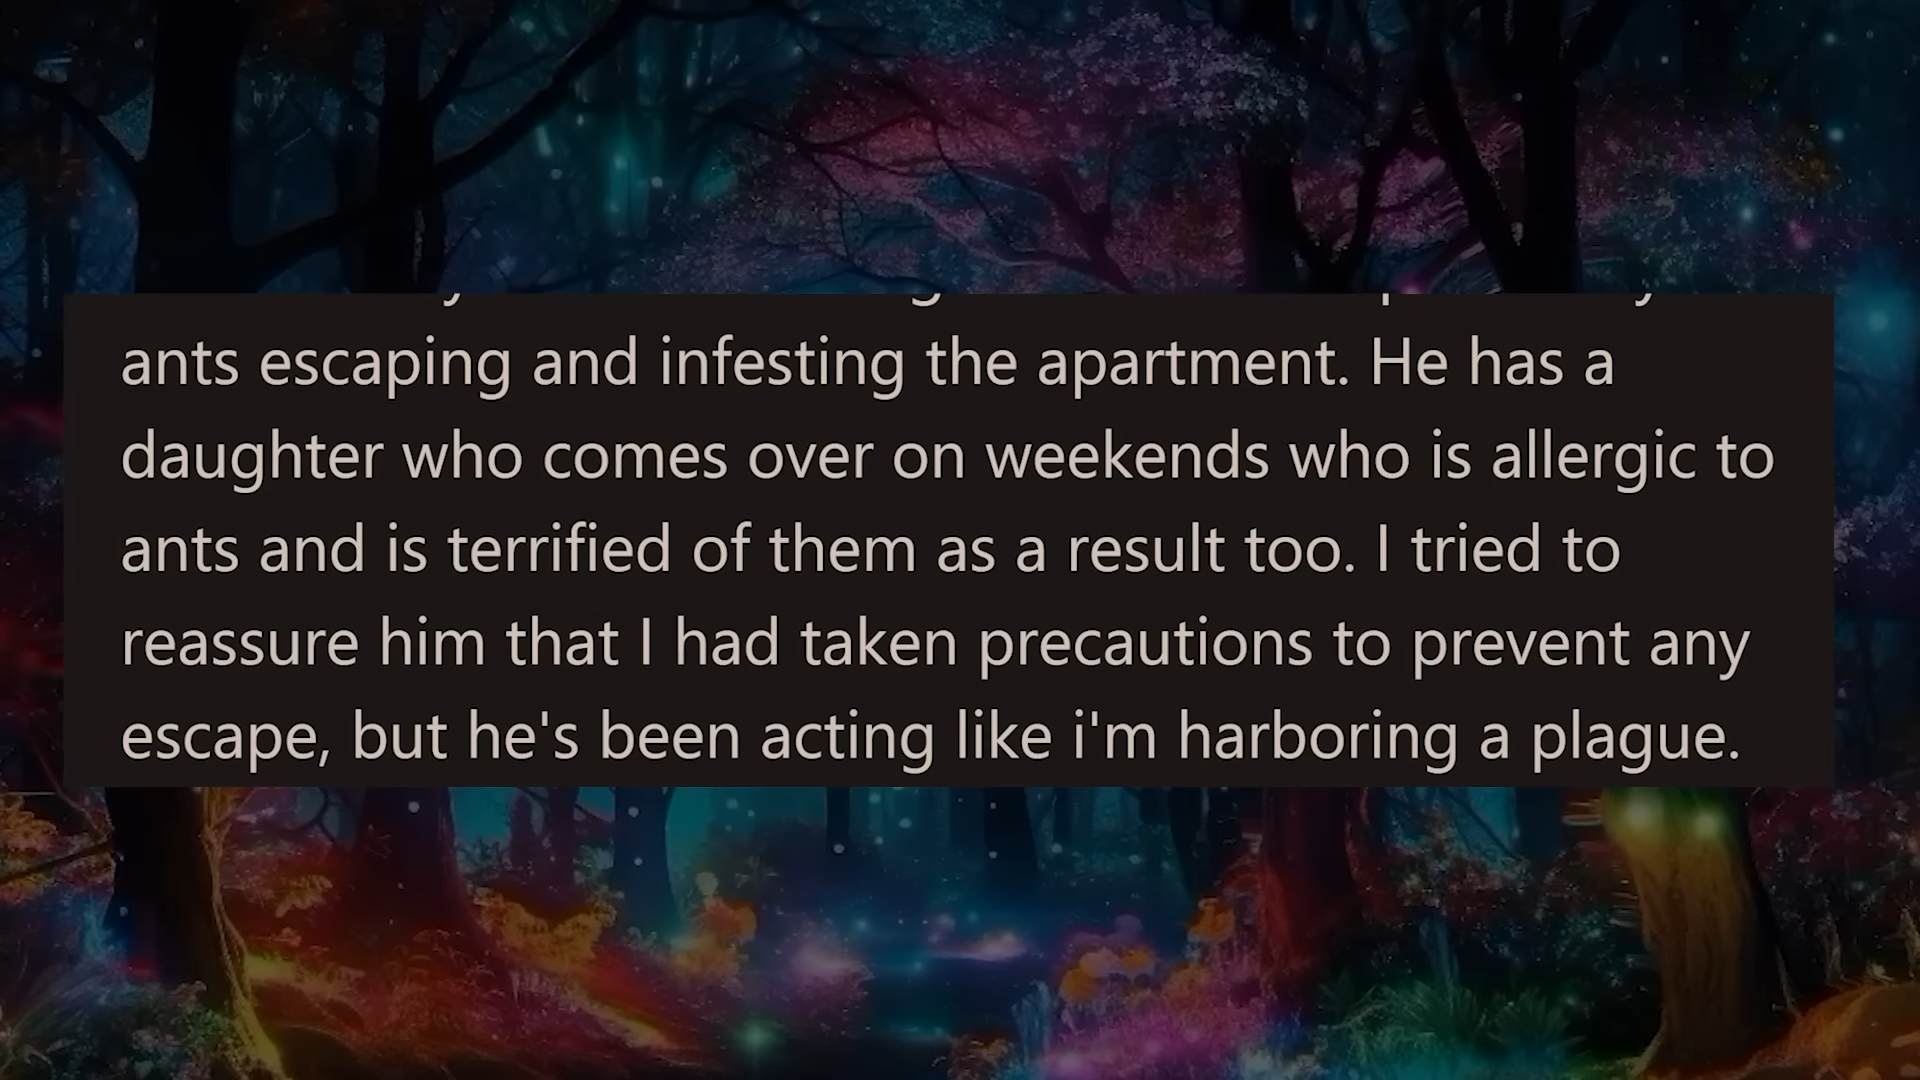 ants escaping and infesting the apartment. He has a
daughter who comes over on weekends who is allergic to
ants and is terrified of them as a result too. I tried to
reassure him that I had taken precautions to prevent any
escape, but he's been acting like i'm harboring a plague.